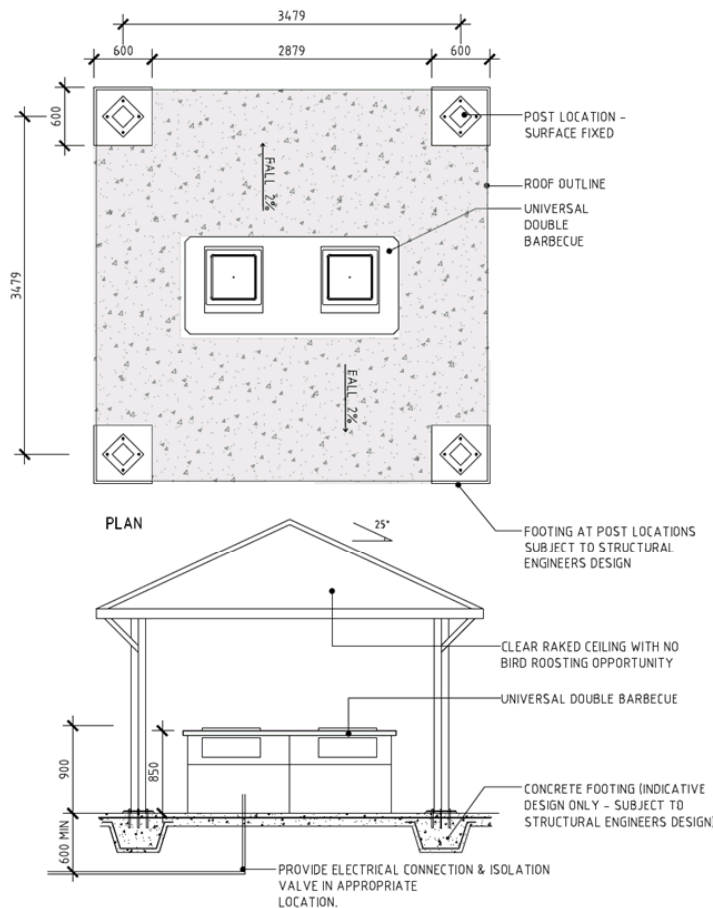 3479
600
2879
600
600
POST LOCATION -
SURFACE FIXED
FALL 2%
ROOF OUTLINE
UNIVERSAL
DOUBLE
BARBECUE
3479
FALL 2%
PLAN
25°
FOOTING AT POST LOCATIONS
SUBJECT TO STRUCTURAL
ENGINEERS DESIGN
CLEAR RAKED CEILING WITH NO
BIRD ROOSTING OPPORTUNITY
UNIVERSAL DOUBLE BARBECUE
900
850
CONCRETE FOOTING (INDICATIVE
DESIGN ONLY - SUBJECT TO
STRUCTURAL ENGINEERS DESIGN)
600 MIN
PROVIDE ELECTRICAL CONNECTION & ISOLATION
VALVE IN APPROPRIATE
LOCATION.